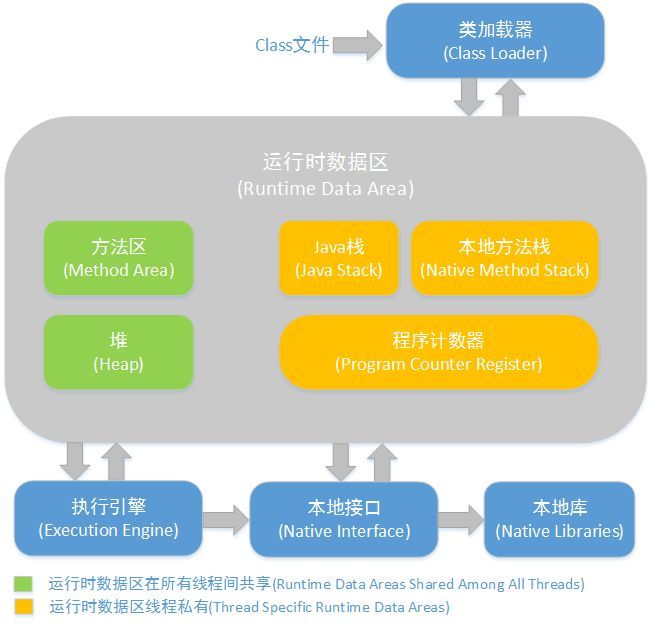 Class文件
类加载器
(Class Loader)
运行时数据区
(Runtime Data Area)
方法区
(Method Area)
Java栈
(Java Stack)
本地方法栈
(Native Method Stack)
堆
(Heap)
程序计数器
(Program Counter Register)
执行引擎
(Execution Engine)
本地接口
(Native Interface)
本地库
(Native Libraries)
运行时数据区在所有线程间共享(Runtime Data Areas Shared Among All Threads)
运行时数据区线程私有(Thread Specific Runtime Data Areas)